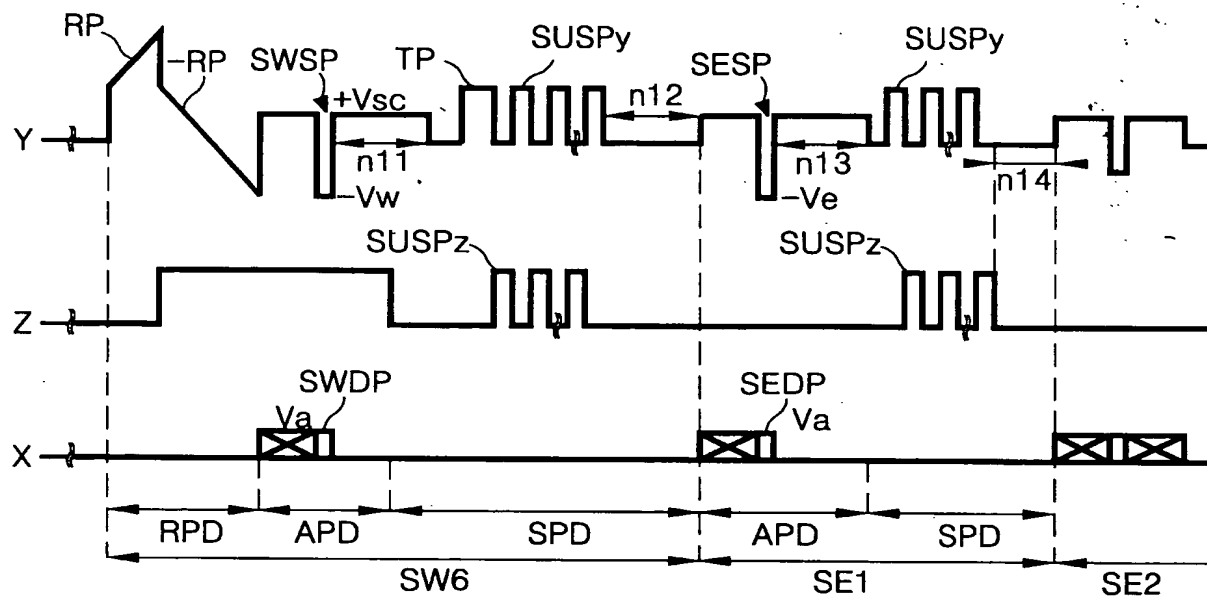 RP
-RP
SWSP
+Vsc
TP
SUSPy
n12
SESP
SUSPy
Y
n11
-Vw
n13
-Ve
n14
SUSPz
SUSPz
Z
SWDP
Va
SEDP
Va
X
RPD
APD
SPD
APD
SPD
SW6
SE1
SE2